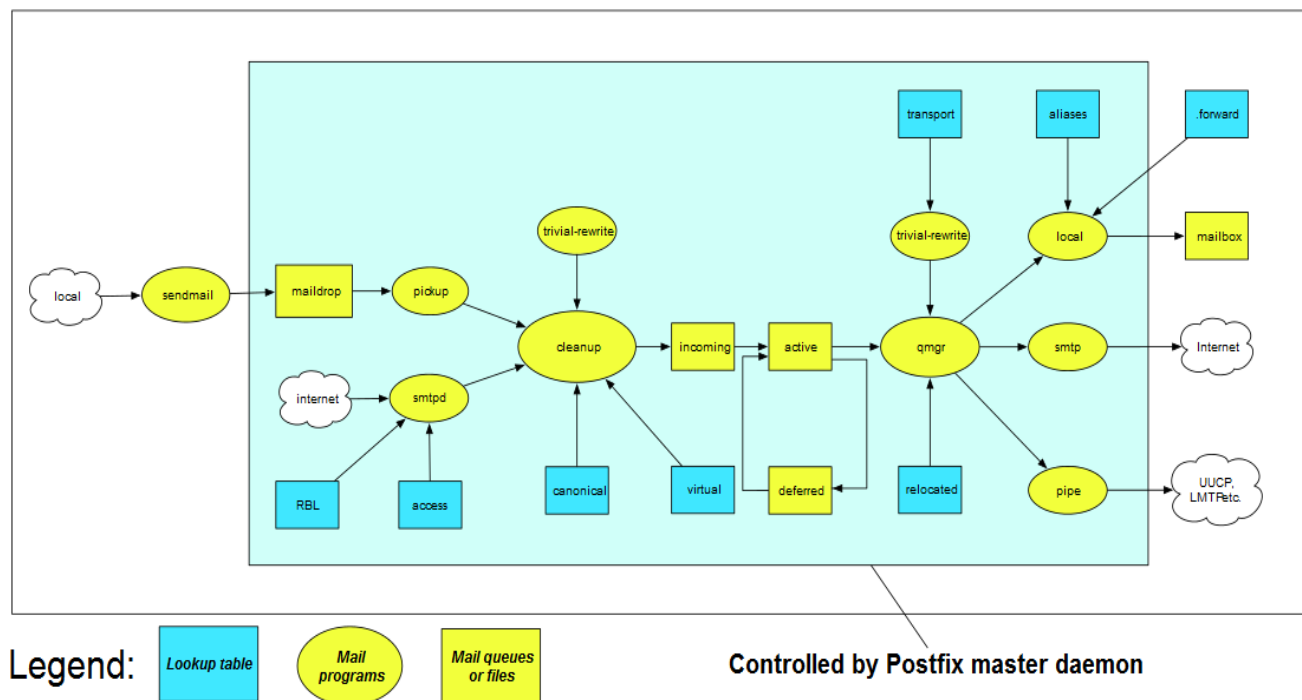 transport
aliases
.forward
trivial-rewrite
trivial-rewrite
local
mailbox
local
sendmail
maildrop
pickup
cleanup
incoming
active
qmgr
smtp
Internet
internet
smtpd
RBL
access
canonical
virtual
deferred
relocated
pipe
UUCP,
LMTPetc.
Legend:
Lookup table
Mail
programs
Mail queues
or files
Controlled by Postfix master daemon